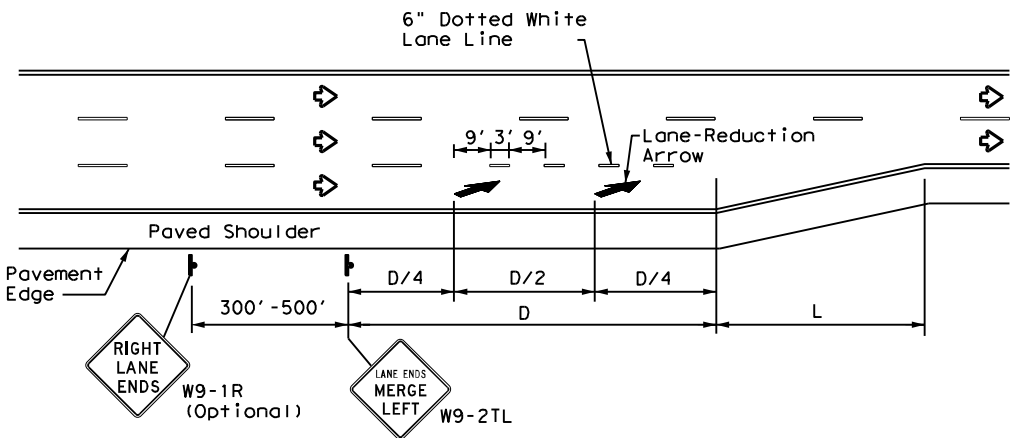 6" Dotted White
Lane Line
9' 3' 9'
Lane-Reduction
Arrow
Paved Shoulder
Pavement
Edge
D/4 D/2 D/4
300'-500'
D
L
RIGHT
LANE
ENDS
W9-1R
(Optional)
LANE ENDS
MERGE
LEFT
W9-2TL